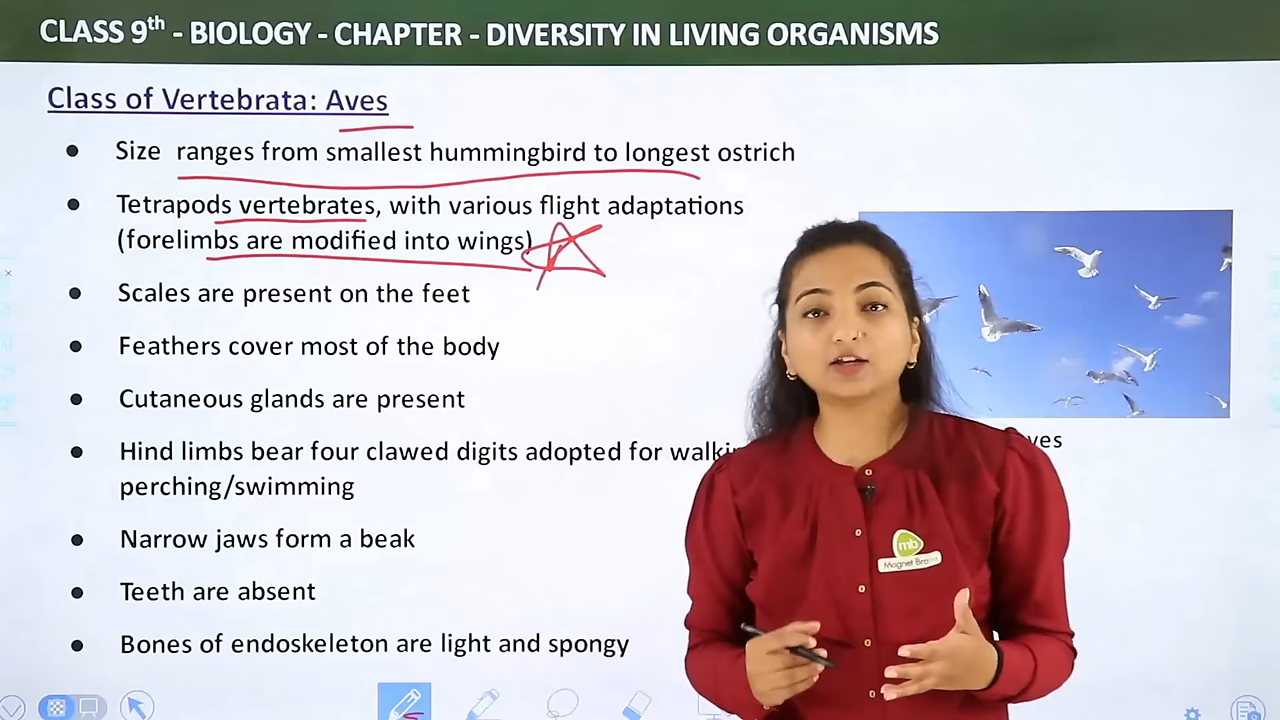 CLASS 9th - BIOLOGY - CHAPTER - DIVERSITY IN LIVING ORGANISMS
Class of Vertebrata: Aves
● Size ranges from smallest hummingbird to longest ostrich
● Tetrapods vertebrates, with various flight adaptations
(forelimbs are modified into wings)
● Scales are present on the feet
● Feathers cover most of the body
● Cutaneous glands are present
● Hind limbs bear four clawed digits adopted for
perching/swimming
● Narrow jaws form a beak
● Teeth are absent
● Bones of endoskeleton are light and spongy
mb
Magnet